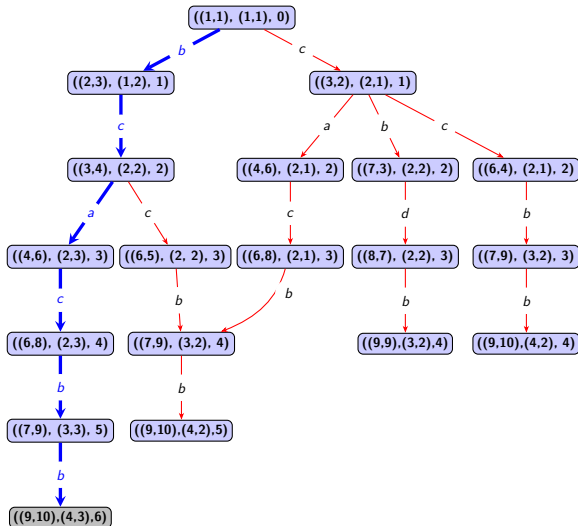 ((1,1), (1,1), 0)
b c
((2,3), (1,2), 1) ((3,2), (2,1), 1)
c a b c
((3,4), (2,2), 2) ((4,6), (2,1), 2) ((7,3), (2,2), 2) ((6,4), (2,1), 2)
a c c d b
((4,6), (2,3), 3) ((6,5), (2, 2), 3) ((6,8), (2,1), 3) ((8,7), (2,2), 3) ((7,9), (3,2), 3)
c b b b b
((6,8), (2,3), 4) ((7,9), (3,2), 4) ((9,9),(3,2),4) ((9,10),(4,2), 4)
b b
((7,9), (3,3), 5) ((9,10),(4,2),5)
b
((9,10),(4,3),6)